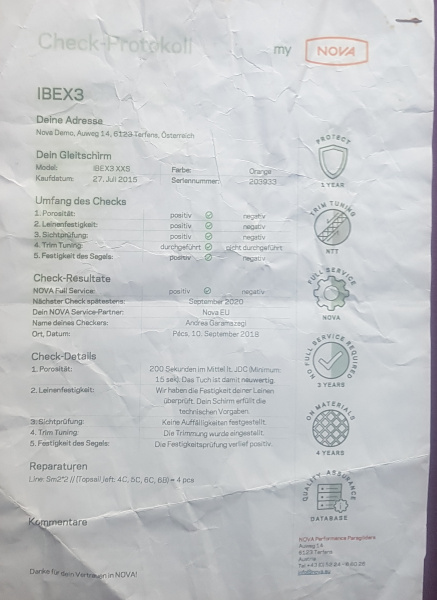 Check-Protokoll
my NOVA
IBEX3
Deine Adresse
Nova Demo, Auweg 14, 6123 Terfens, Österreich
Dein Gleitschirm
Model: IBEX3 XXS Farbe: Orange
Kaufdatum: 27. Juli 2015 Seriennummer: 203933
Umfang des Checks
1. Porosität: positiv negativ
2. Leinenfestigkeit: positiv negativ
3. Sichtprüfung: positiv negativ
4. Trim Tuning: durchgeführt nicht durchgeführt
5. Festigkeit des Segels: positiv negativ
Check-Resultate
NOVA Full Service: positiv negativ
Nächster Check spätestens: September 2020
Dein NOVA Service-Partner: Nova EU
Name deines Checkers: Andrea
Ort, Datum: Pécs, 10. September 2018
Check-Details
1. Porosität: 200 Sekunden im Mittel lt. JDC (Minimum:
15 sek). Das Tuch ist damit neuwertig.
2. Leinenfestigkeit: Wir haben die Festigkeit deiner Leinen
überprüft. Dein Schirm erfüllt die
technischen Vorgaben.
3. Sichtprüfung: Keine Auffälligkeiten festgestellt.
4. Trim Tuning: Die Trimmung wurde eingestellt.
5. Festigkeit des Segels: Die Festigkeitsprüfung verlief positiv.
Reparaturen
Line: 4C, 5C, 6C, = 4 pcs
Kommentare
Danke für dein Vertrauen in NOVA!
PROTECT
1 YEAR
TRIM TUNING
NTT
FULL SERVICE
NOVA
NO FULL SERVICE REQUIRED
3 YEARS
ON MATERIALS
4 YEARS
QUALITY ASSURANCE
DATABASE
NOVA Performance Paragliders
Auweg 14
Terfens
Austria
info@nova.eu